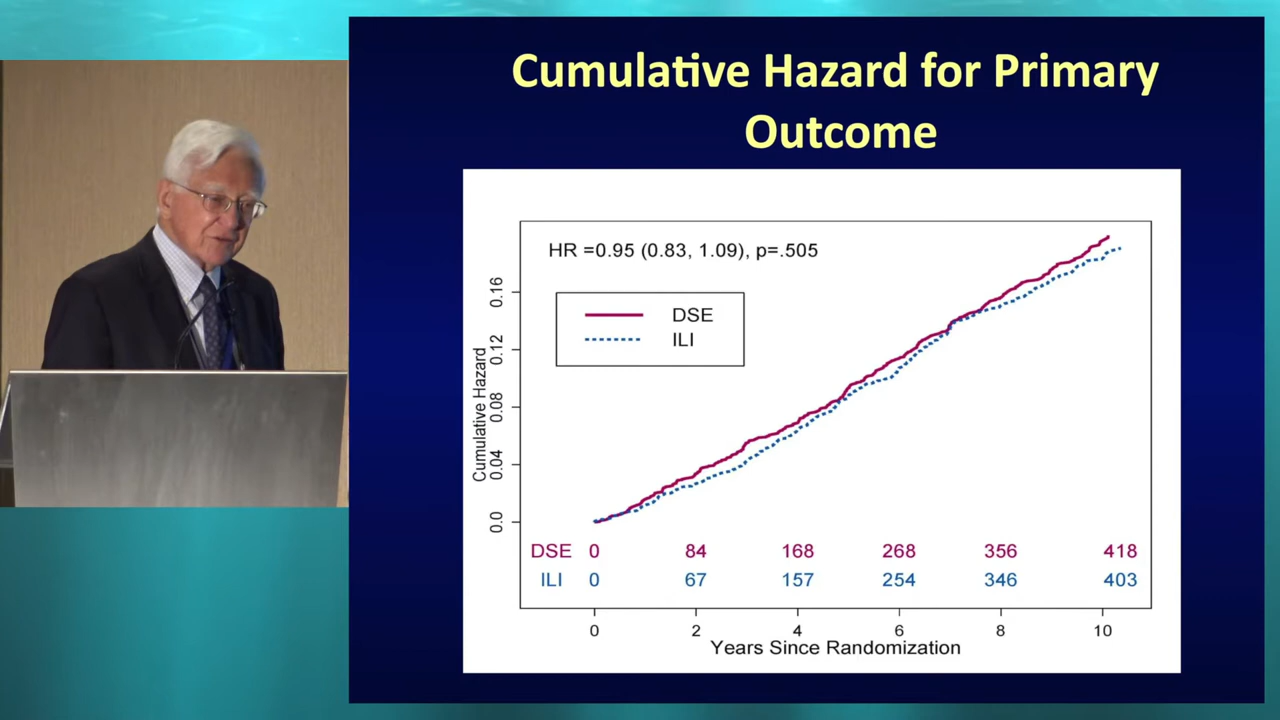 Cumulative Hazard for Primary
Outcome
HR =0.95 (0.83, 1.09), p=.505
DSE
ILI
Cumulative Hazard
0.16
0.12
0.08
0.04
0.0
DSE 0 84 168 268 356 418
ILI 0 67 157 254 346 403
0 2 4 6 8 10
Years Since Randomization